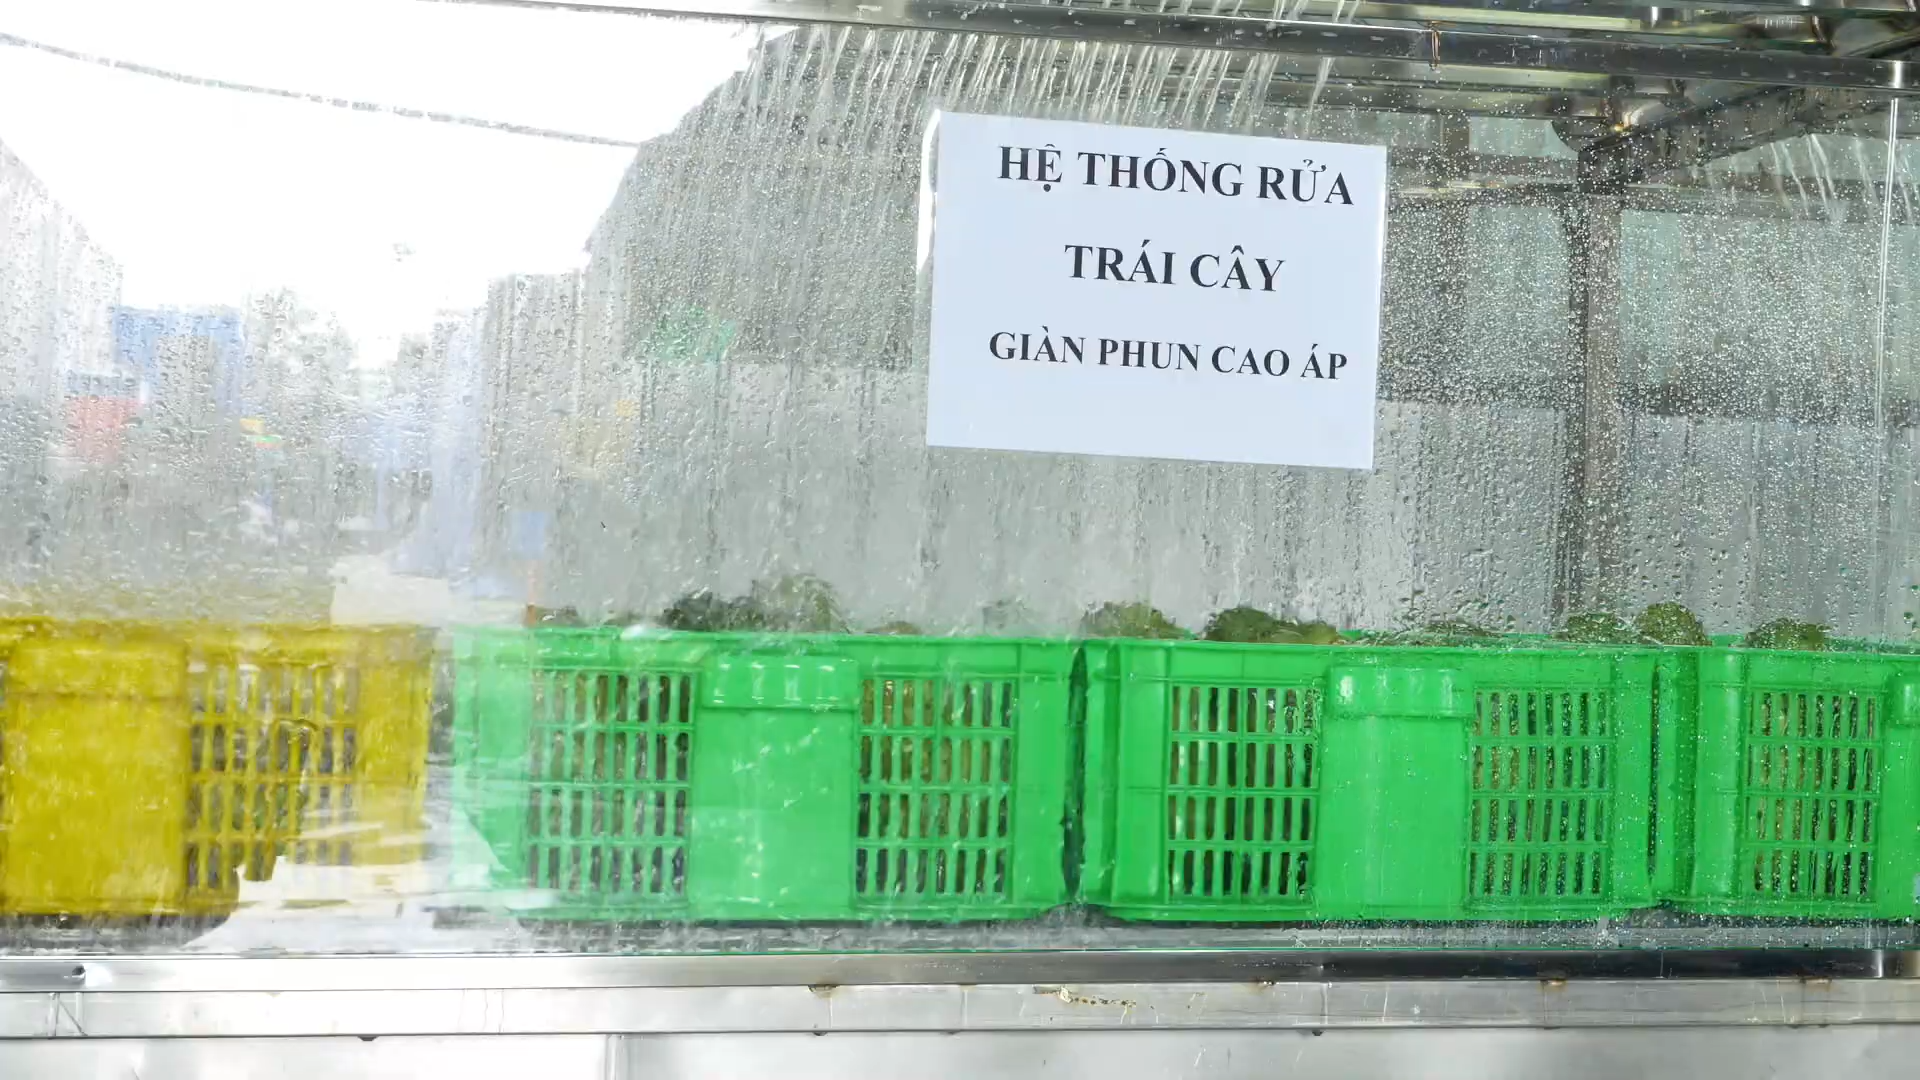 HỆ THỐNG RỬA
TRÁI CÂY
GIÀN PHUN CAO ÁP